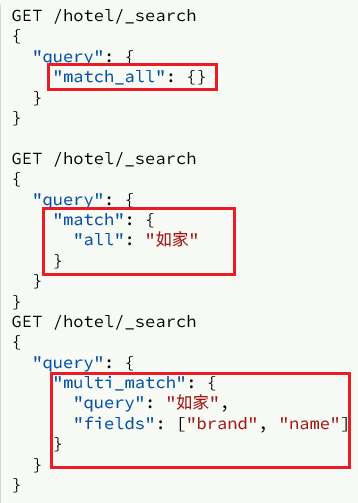 GET /hotel/_search
{
  "query": {
    "match_all": {}
  }
}
GET /hotel/_search
{
  "query": {
    "match": {
      "all": "如家"
    }
  }
}
GET /hotel/_search
{
  "query": {
    "multi_match": {
      "query": "如家",
      "fields": ["brand", "name"]
    }
  }
}